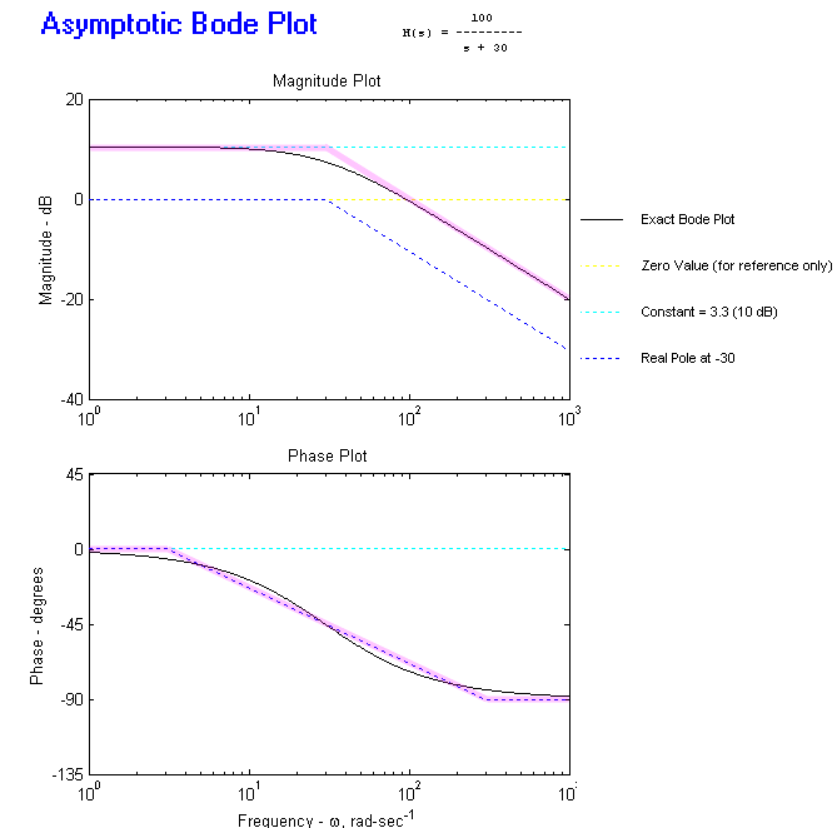 Asymptotic Bode Plot
100
H(s) = ----------
s + 30
Magnitude Plot
20
0
-20
-40
Magnitude - dB
10^0 10^1 10^2 10^3
Exact Bode Plot
Zero Value (for reference only)
Constant = 3.3 (10 dB)
Real Pole at -30
Phase Plot
45
0
-45
-90
-135
Phase - degrees
10^0 10^1 10^2 10
Frequency - ω, rad-sec^-1